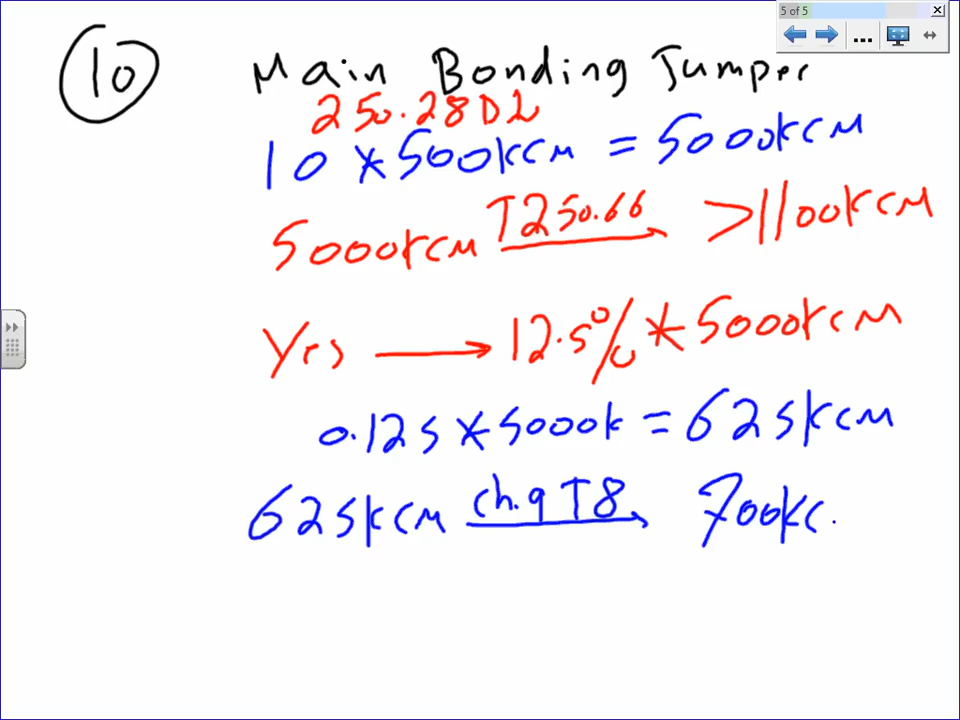 5 of 5
10 Main Bonding Jumper
250.28D2
10 * 500kcm = 5000kcm
5000kcm T250.66 >1100kcm
Yes → 12.5% * 5000kcm
0.125 * 5000k = 625kcm
625kcm ch.9 T8 700kc.